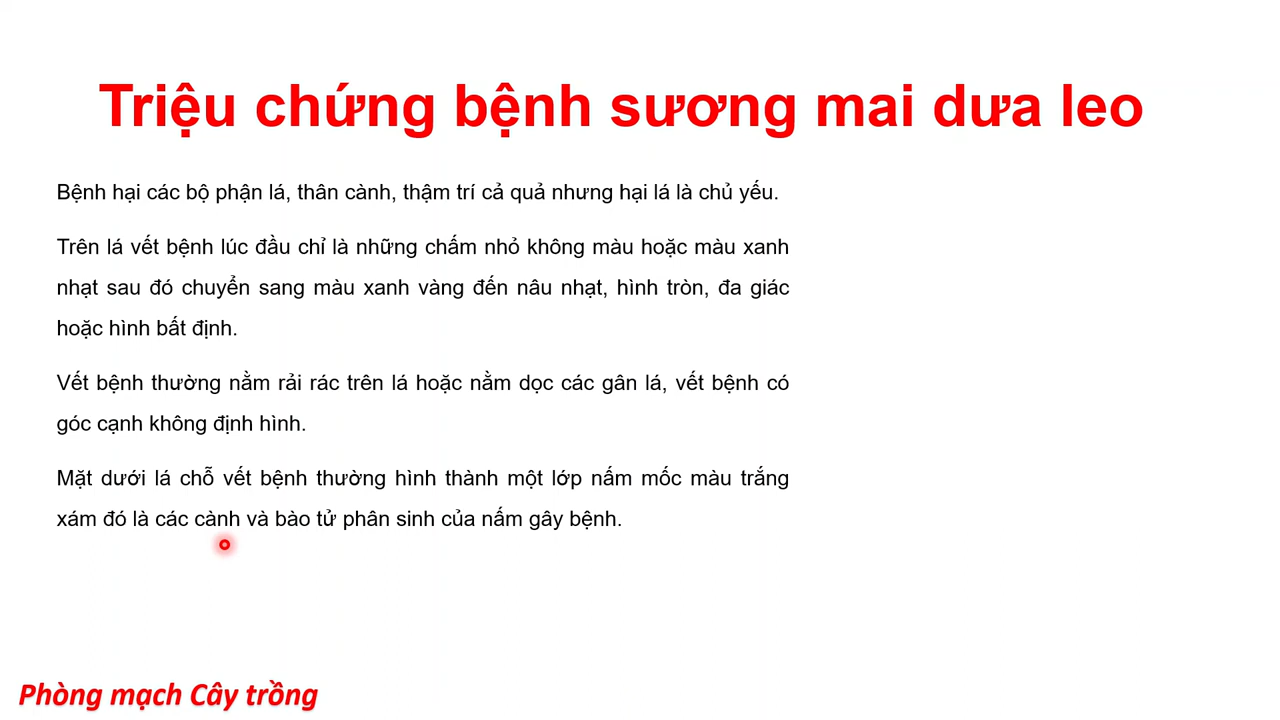 Triệu chứng bệnh sương mai dưa leo
Bệnh hại các bộ phận lá, thân cành, thậm trí cả quả nhưng hại lá là chủ yếu.
Trên lá vết bệnh lúc đầu chỉ là những chấm nhỏ không màu hoặc màu xanh
nhạt sau đó chuyển sang màu xanh vàng đến nâu nhạt, hình tròn, đa giác
hoặc hình bất định.
Vết bệnh thường nằm rải rác trên lá hoặc nằm dọc các gân lá, vết bệnh có
góc cạnh không định hình.
Mặt dưới lá chỗ vết bệnh thường hình thành một lớp nấm mốc màu trắng
xám đó là các cành và bào tử phân sinh của nấm gây bệnh.
Phòng mạch Cây trồng